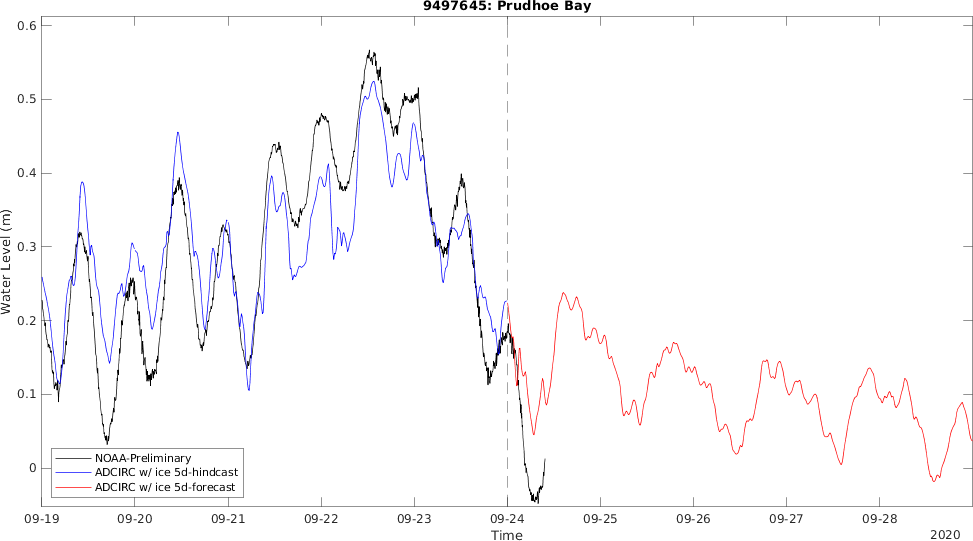 9497645: Prudhoe Bay
0.6
0.5
0.4
0.3
0.2
0.1
0
Water Level (m)
NOAA-Preliminary
ADCIRC w/ ice 5d-hindcast
ADCIRC w/ ice 5d-forecast
09-19 09-20 09-21 09-22 09-23 09-24 09-25 09-26 09-27 09-28
Time
2020